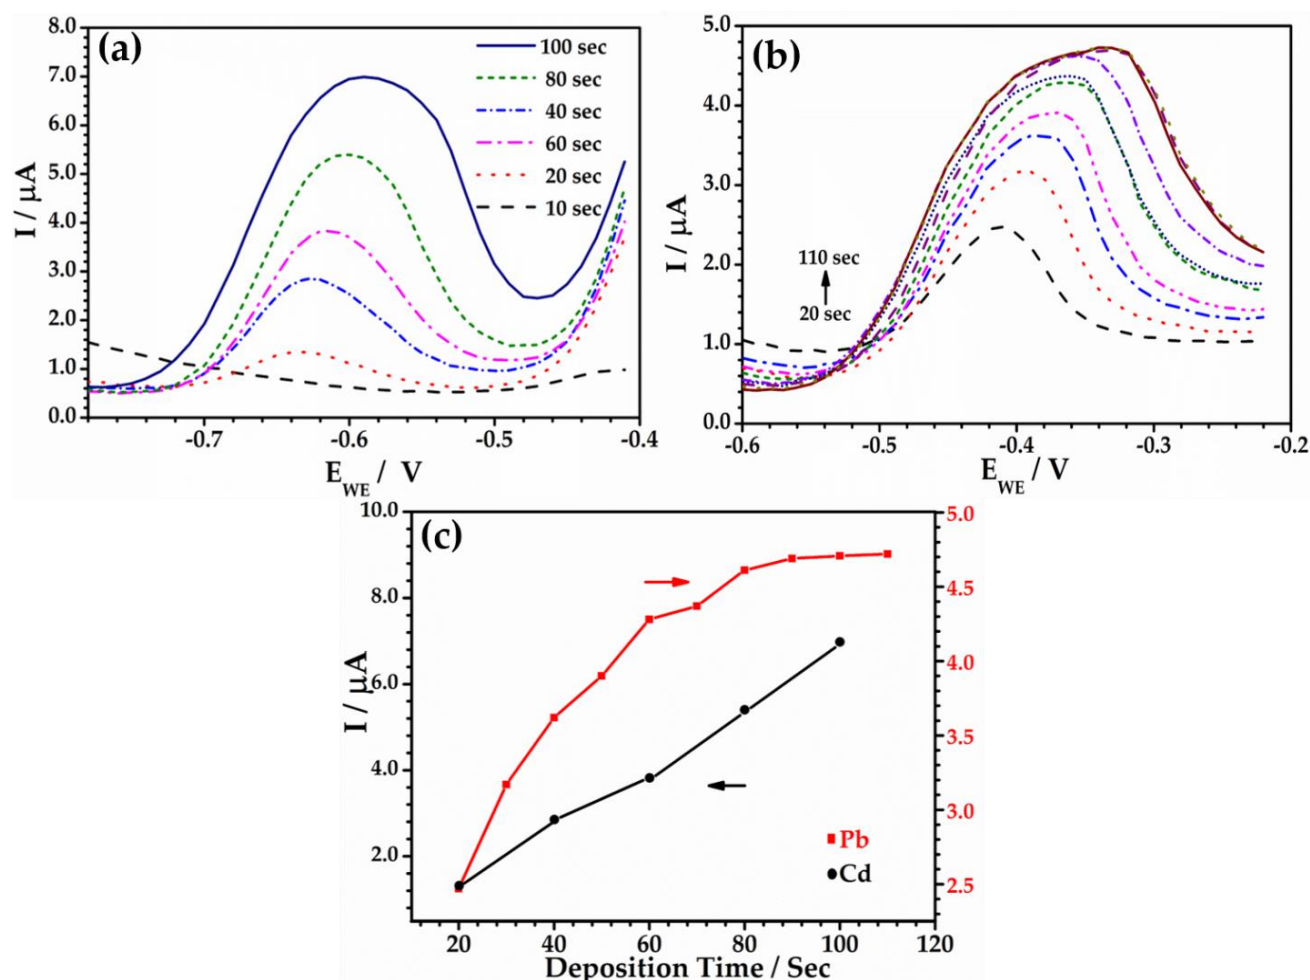 (a)
8.0
7.0
6.0
5.0
4.0
3.0
2.0
1.0
0.0
I / µA
100 sec
80 sec
40 sec
60 sec
20 sec
10 sec
-0.7
-0.6
-0.5
-0.4
E_WE / V
(b)
5.0
4.0
3.0
2.0
1.0
0.0
I / µA
110 sec
20 sec
-0.6
-0.5
-0.4
-0.3
-0.2
E_WE / V
(c)
10.0
8.0
6.0
4.0
2.0
I / µA
5.0
4.5
4.0
3.5
3.0
2.5
Pb
Cd
20
40
60
80
100
120
Deposition Time / Sec